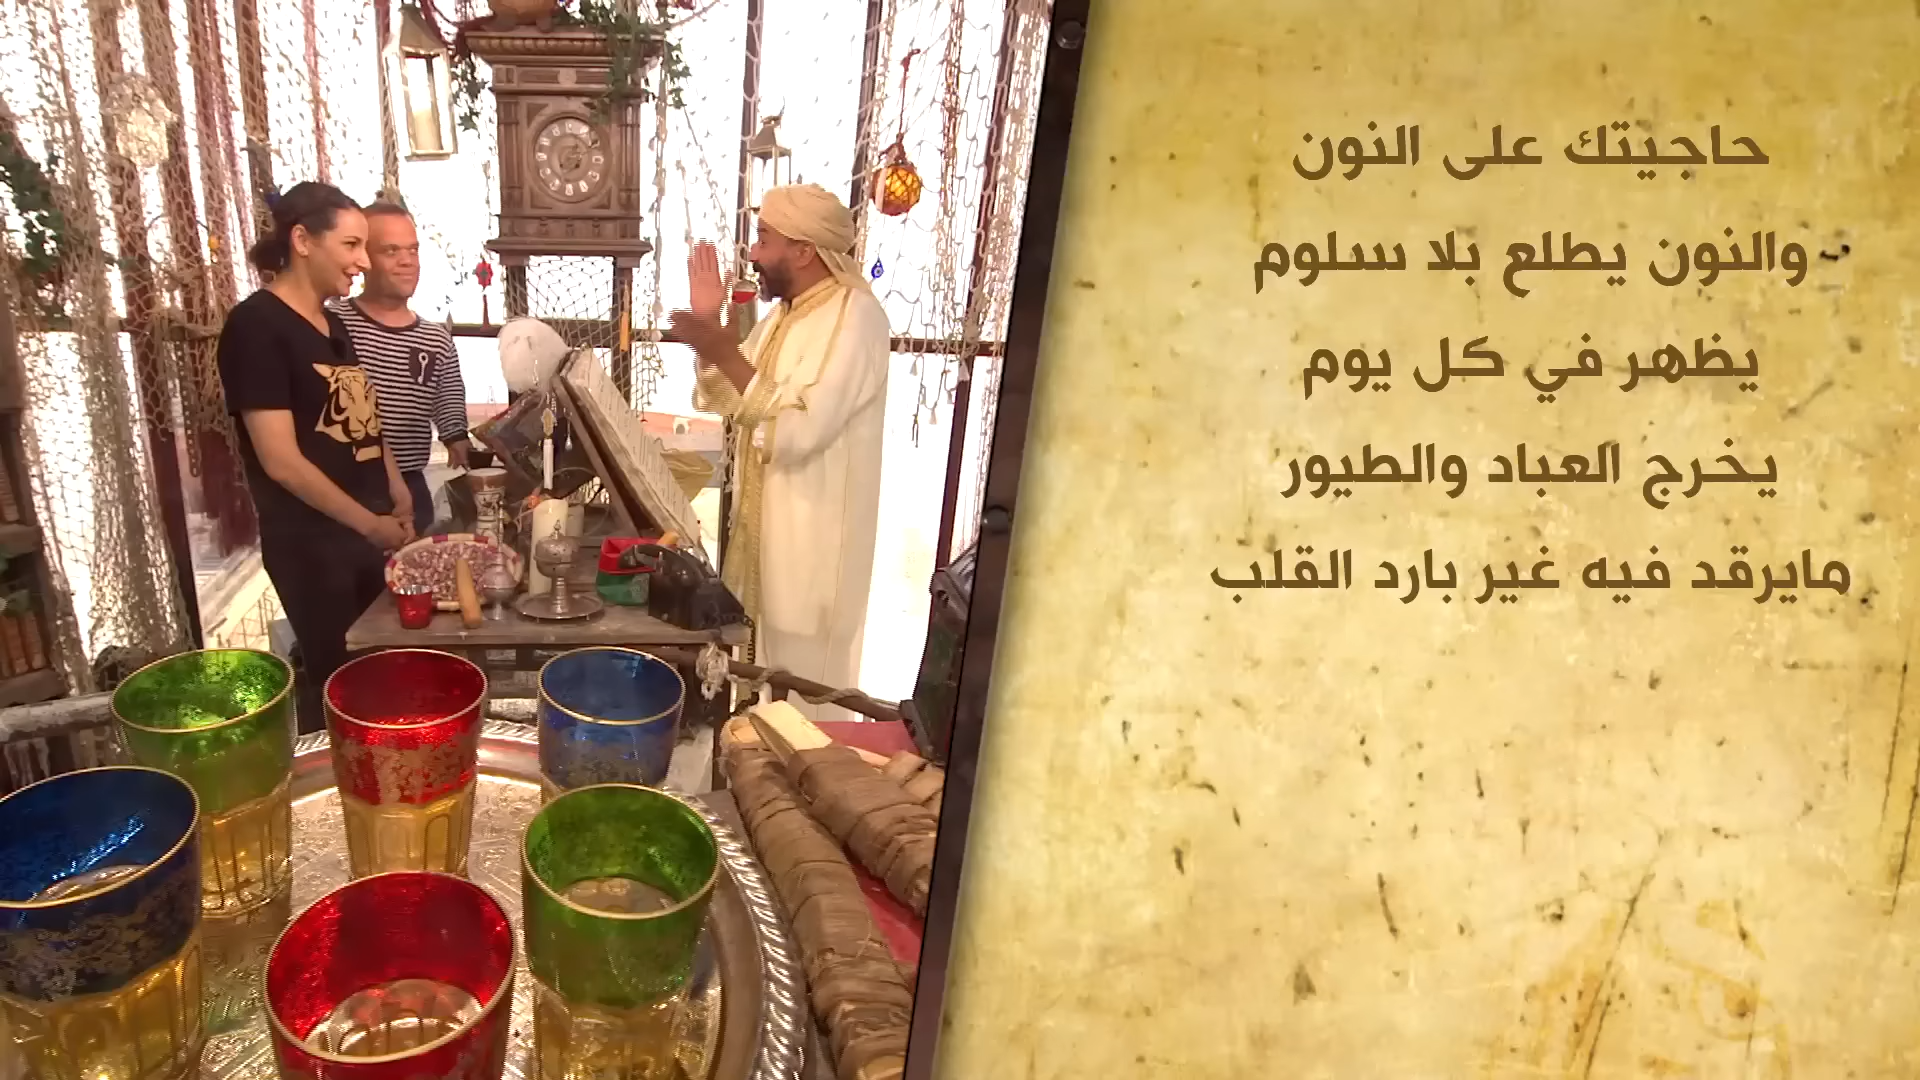 حاجيتك على النون
والنون يطلع بلا سلوم
يظهر في كل يوم
يخرج العباد والطيور
مايرقد فيه غير بارد القلب